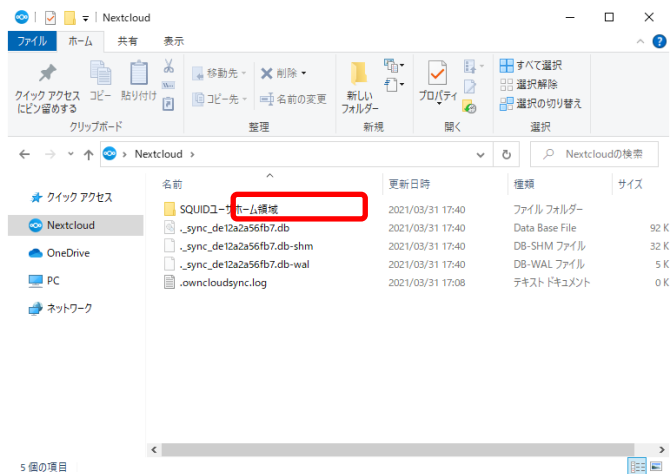 Nextcloud
ファイル ホーム 共有 表示
クイック アクセスにピン留めする
コピー
貼り付け
移動先
コピー先
削除
名前の変更
新しいフォルダー
プロパティ
すべて選択
選択解除
選択の切り替え
クリップボード 整理 新規 開く 選択
Nextcloud
Nextcloudの検索
名前 更新日時 種類 サイズ
クイック アクセス
Nextcloud
OneDrive
PC
ネットワーク
SQUIDユーザホーム領域 2021/03/31 17:40 ファイル フォルダー
._sync_de12a2a56fb7.db 2021/03/31 17:40 Data Base File 92 K
._sync_de12a2a56fb7.db-shm 2021/03/31 17:40 DB-SHM ファイル 32 K
._sync_de12a2a56fb7.db-wal 2021/03/31 17:40 DB-WAL ファイル 5 K
.owncloudsync.log 2021/03/31 17:08 テキスト ドキュメント 0 K
5 個の項目